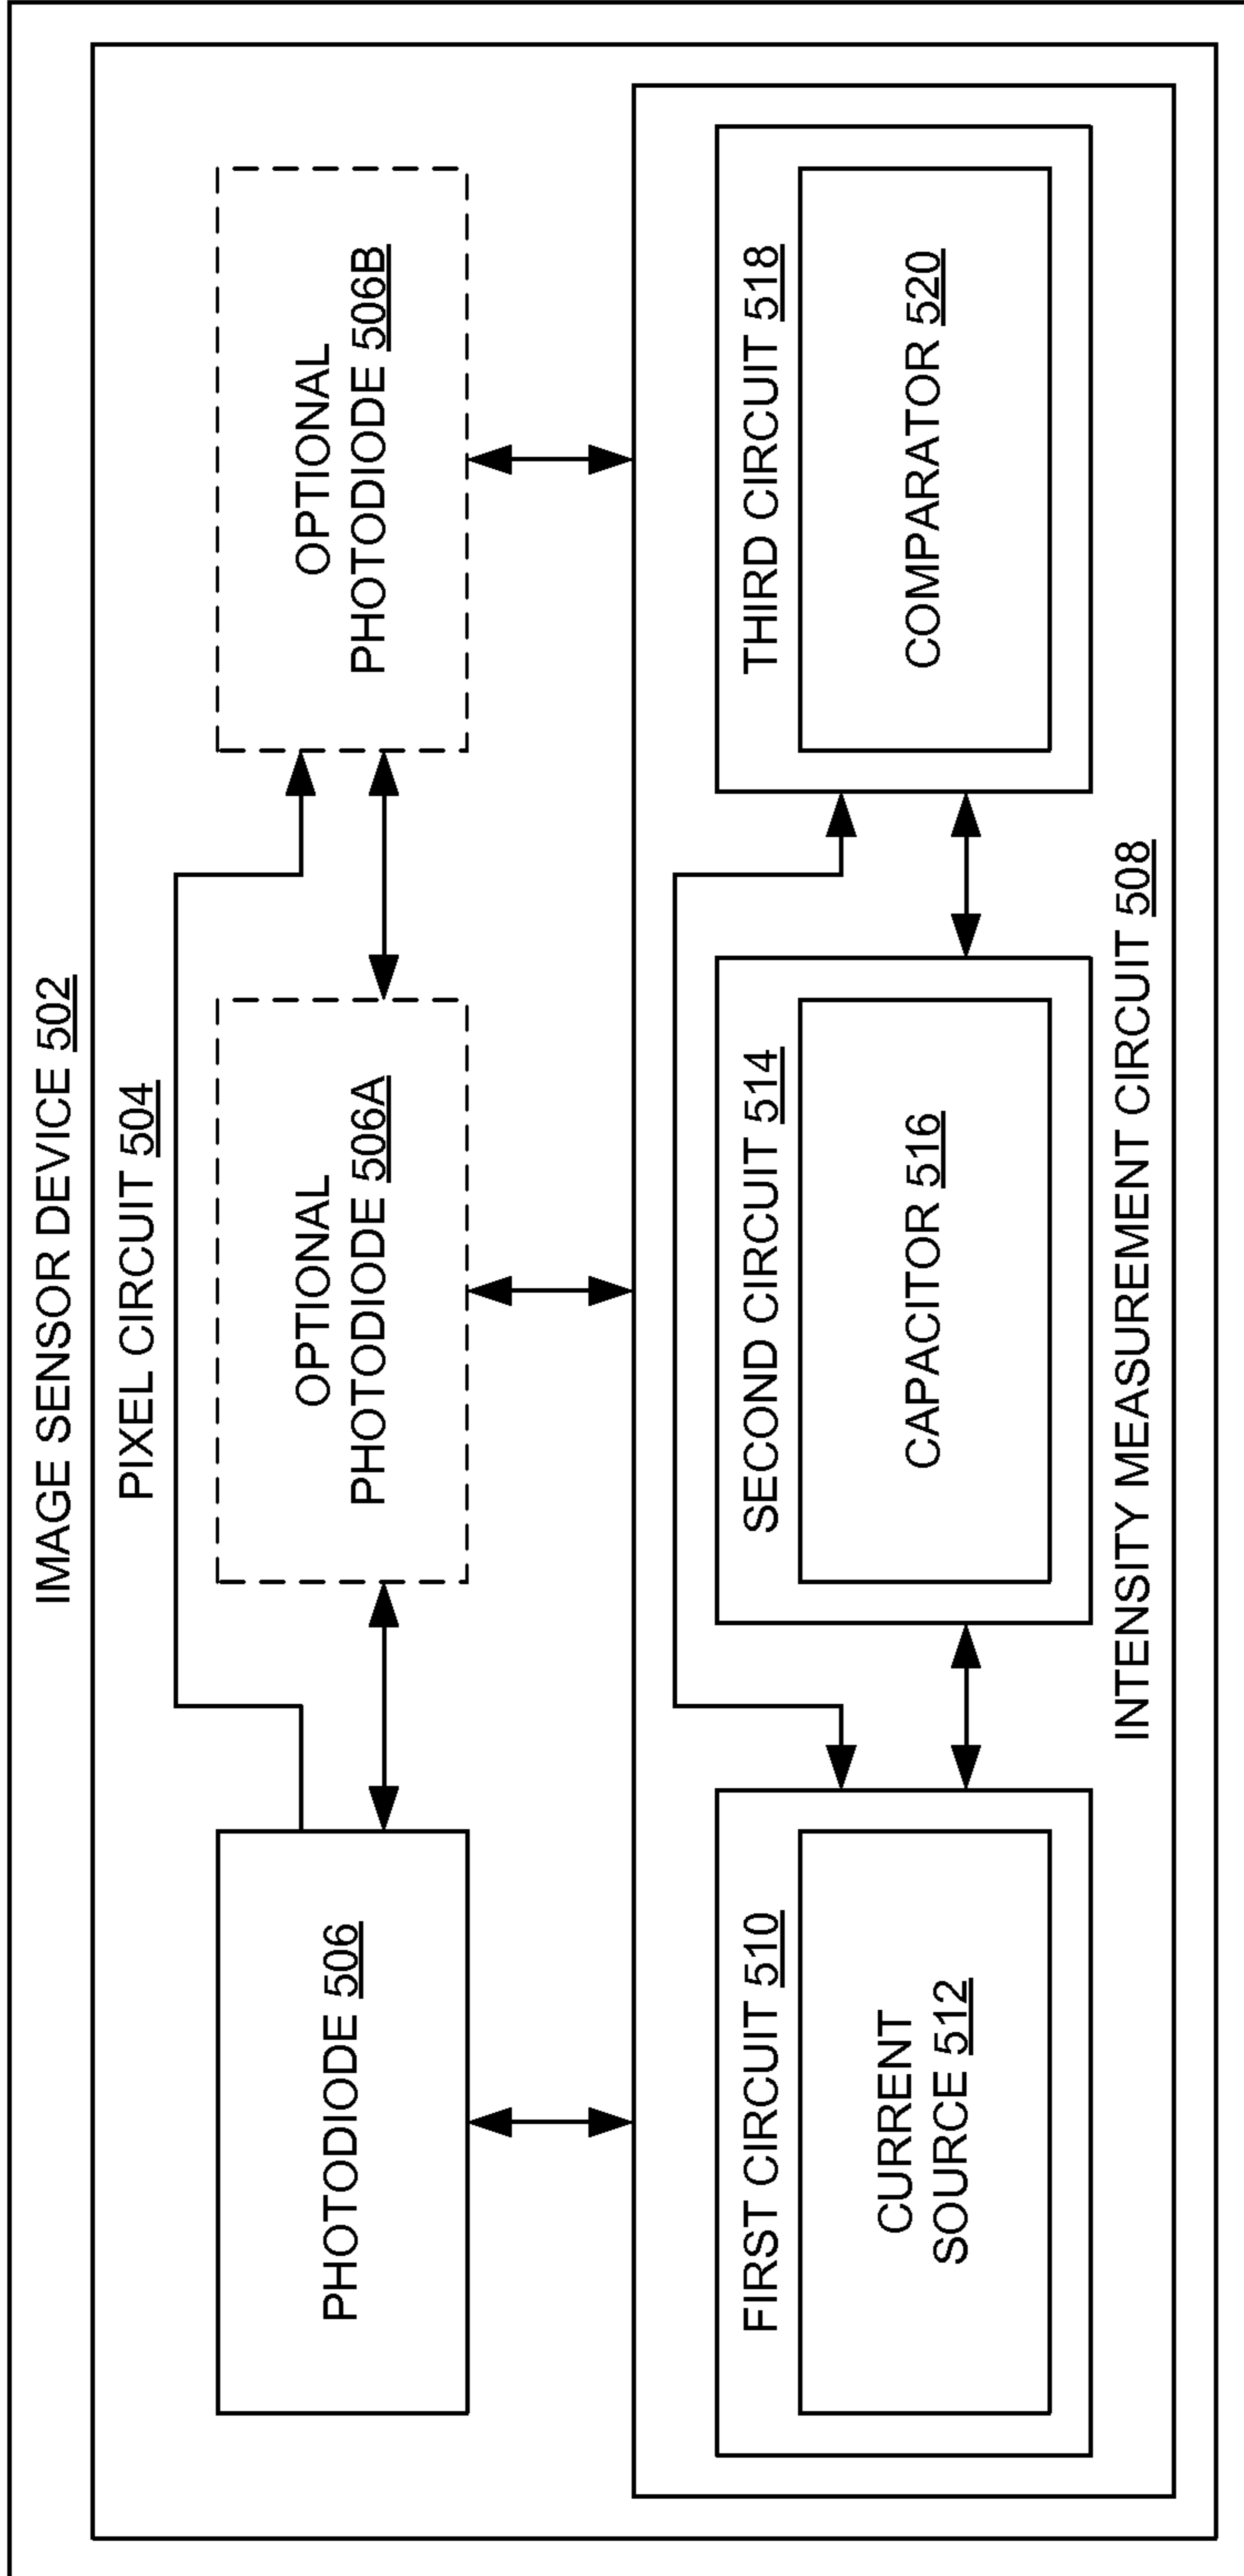 IMAGE SENSOR DEVICE 502
PIXEL CIRCUIT 504
PHOTODIODE 506
OPTIONAL
PHOTODIODE 506A
OPTIONAL
PHOTODIODE 506B
FIRST CIRCUIT 510
CURRENT
SOURCE 512
SECOND CIRCUIT 514
CAPACITOR 516
THIRD CIRCUIT 518
COMPARATOR 520
INTENSITY MEASUREMENT CIRCUIT 508